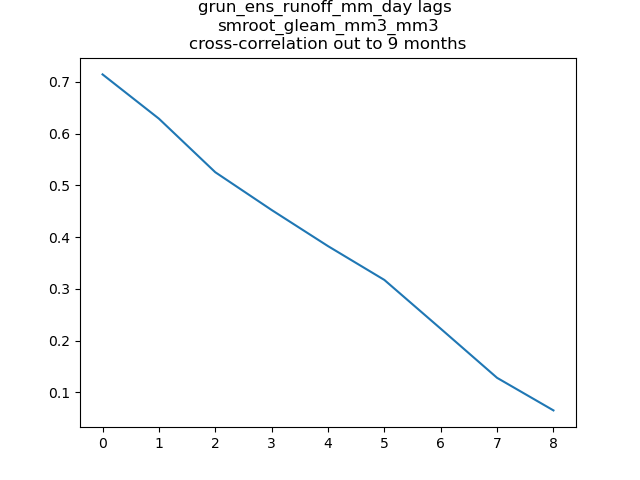 grun_ens_runoff_mm_day lags
smroot_gleam_mm3_mm3
cross-correlation out to 9 months
0.7
0.6
0.5
0.4
0.3
0.2
0.1
0 1 2 3 4 5 6 7 8